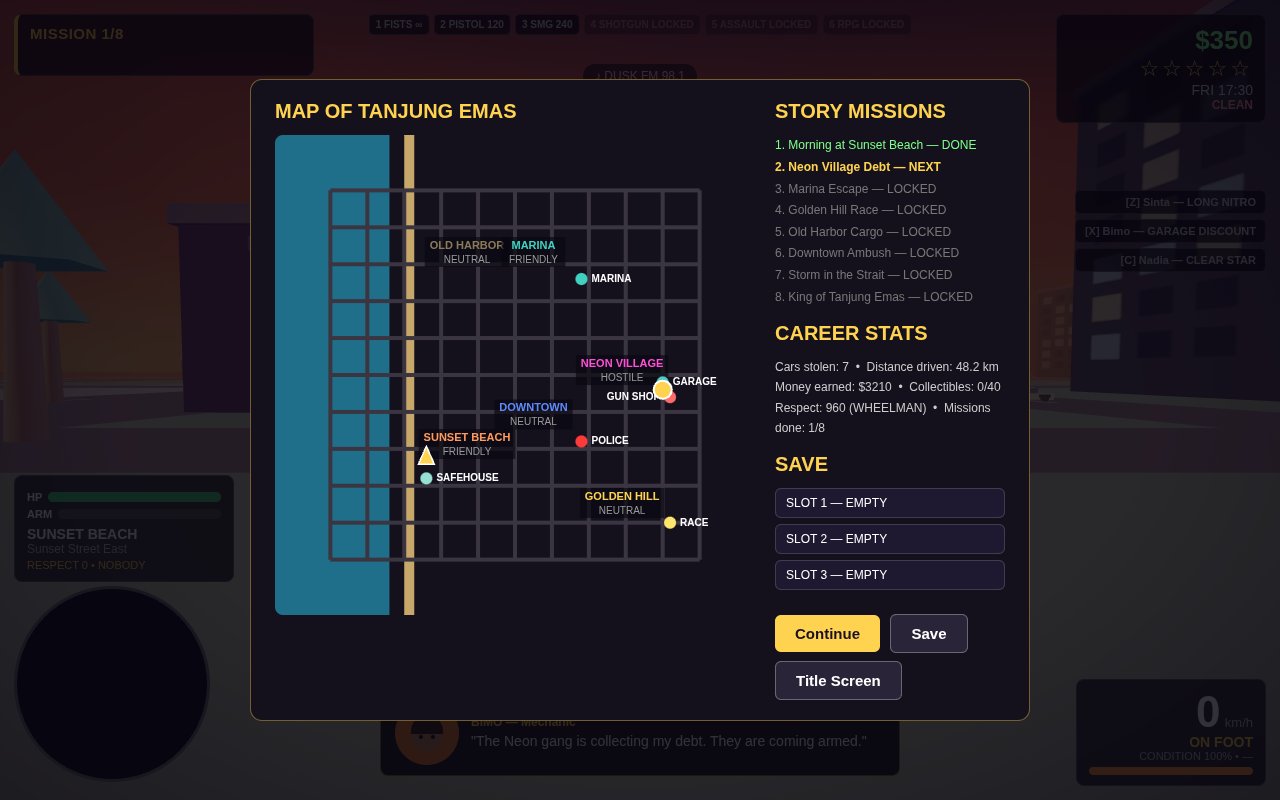 MISSION 1/8
1 FISTS ∞
2 PISTOL 120
3 SMG 240
4 SHOTGUN LOCKED
5 ASSAULT LOCKED
6 RPG LOCKED
♪ DUSK FM 98.1
$350
☆☆☆☆☆
FRI 17:30
CLEAN
[Z] Sinta — LONG NITRO
[X] Bimo — GARAGE DISCOUNT
[C] Nadia — CLEAR STAR
MAP OF TANJUNG EMAS
OLD HARBOR
NEUTRAL
MARINA
FRIENDLY
MARINA
NEON VILLAGE
HOSTILE
GARAGE
GUN SHOP
DOWNTOWN
NEUTRAL
SUNSET BEACH
FRIENDLY
POLICE
SAFEHOUSE
GOLDEN HILL
NEUTRAL
RACE
STORY MISSIONS
1. Morning at Sunset Beach — DONE
2. Neon Village Debt — NEXT
3. Marina Escape — LOCKED
4. Golden Hill Race — LOCKED
5. Old Harbor Cargo — LOCKED
6. Downtown Ambush — LOCKED
7. Storm in the Strait — LOCKED
8. King of Tanjung Emas — LOCKED
CAREER STATS
Cars stolen: 7 • Distance driven: 48.2 km
Money earned: $3210 • Collectibles: 0/40
Respect: 960 (WHEELMAN) • Missions
done: 1/8
SAVE
SLOT 1 — EMPTY
SLOT 2 — EMPTY
SLOT 3 — EMPTY
Continue
Save
Title Screen
HP
ARM
SUNSET BEACH
Sunset Street East
RESPECT 0 • NOBODY
BIMO — Mechanic
"The Neon gang is collecting my debt. They are coming armed."
0 km/h
ON FOOT
CONDITION 100% • —